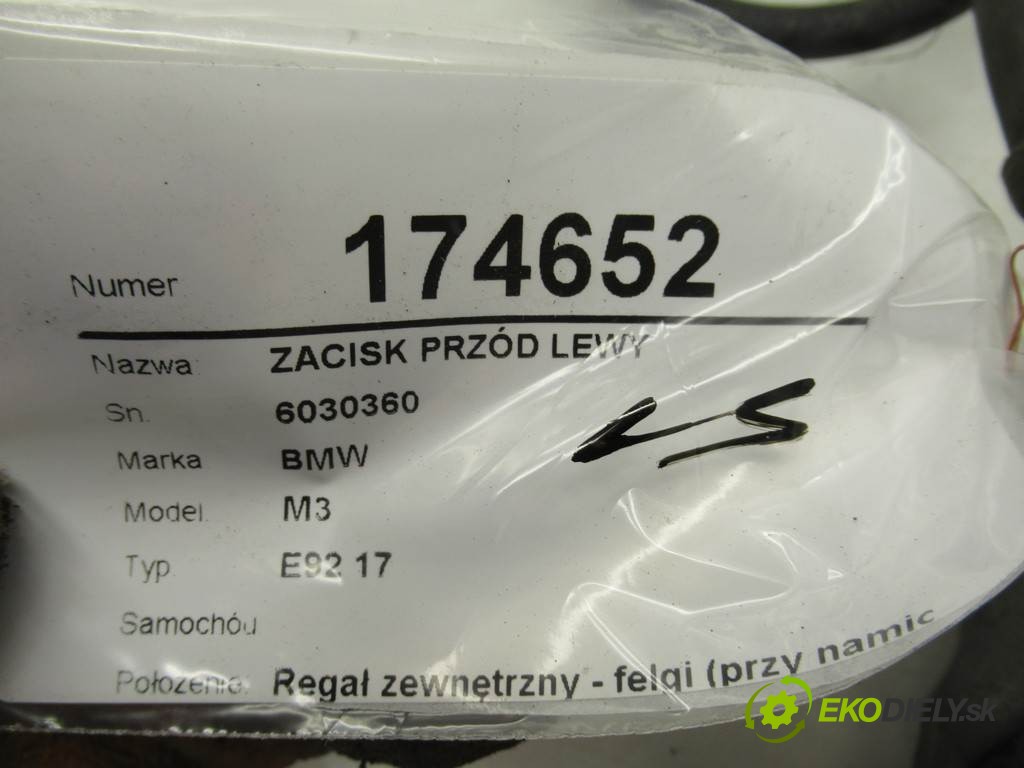 Numer 174652
Nazwa: ZACISK PRZÓD LEWY
Sn. 6030360
Marka BMW
Model. M3
Typ E92 17
Samochód
Położenie: Regał zewnętrzny - felgi (przy namic
EKODIELY.sk